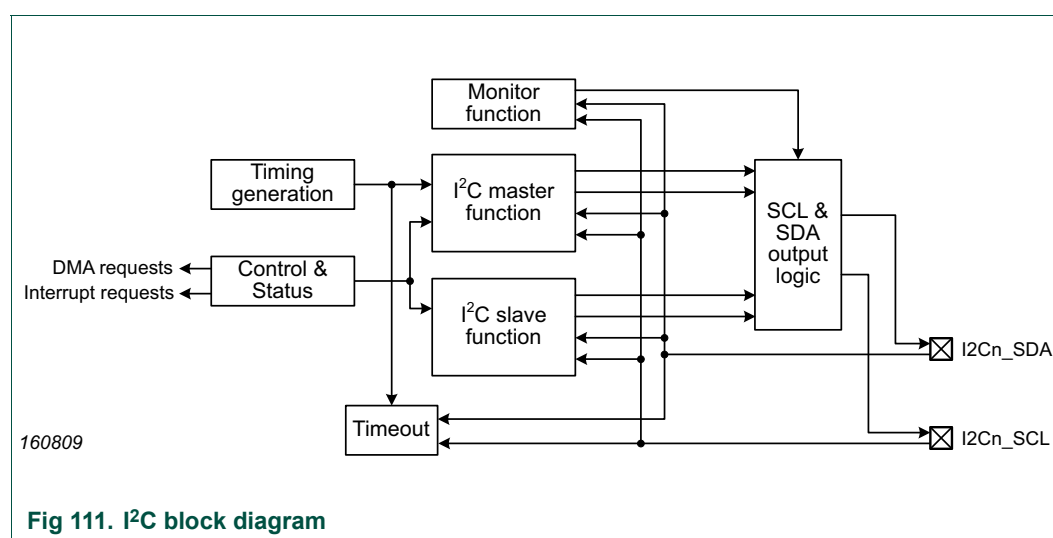 Monitor
function
Timing
generation
I²C master
function
SCL &
SDA
output
logic
DMA requests
Interrupt requests
Control &
Status
I²C slave
function
I2Cn_SDA
Timeout
I2Cn_SCL
160809
Fig 111. I²C block diagram